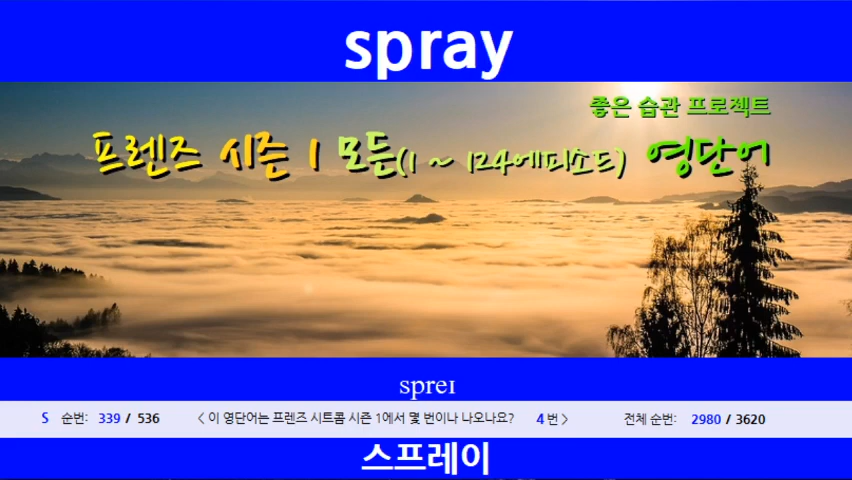 spray
좋은 습관 프로젝트
프렌즈 시즌 1 모든(1 ~ 124에피소드) 영단어
spreɪ
S 순번: 339 / 536 < 이 영단어는 프렌즈 시트콤 시즌 1에서 몇 번이나 나오나요? 4 번 > 전체 순번: 2980 / 3620
스프레이